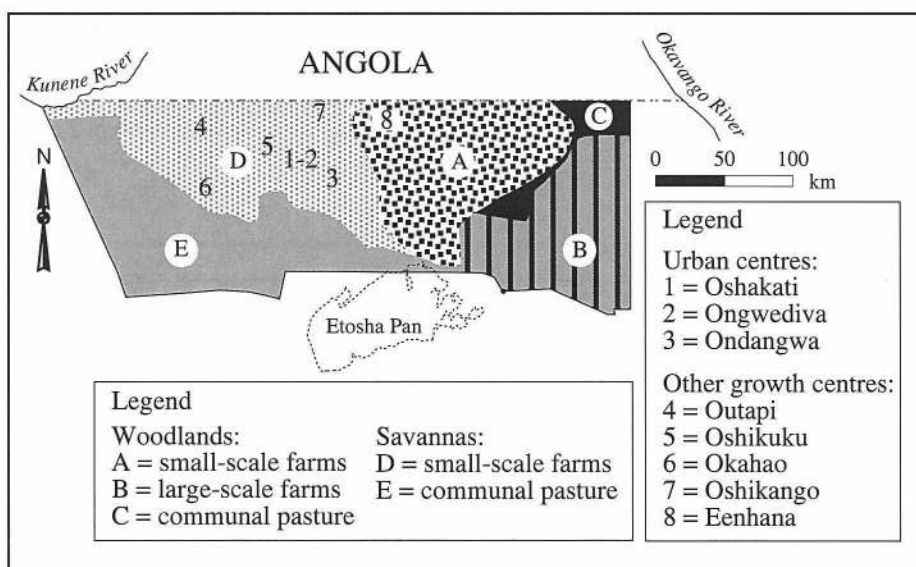 Kunene River
ANGOLA
Okavango River
N
4
7
8
C
5
D
1-2
A
3
6
E
B
0 50 100
km
Etosha Pan
Legend
Urban centres:
1 = Oshakati
2 = Ongwediva
3 = Ondangwa
Other growth centres:
4 = Outapi
5 = Oshikuku
6 = Okahao
7 = Oshikango
8 = Eenhana
Legend
Woodlands:
A = small-scale farms
B = large-scale farms
C = communal pasture
Savannas:
D = small-scale farms
E = communal pasture